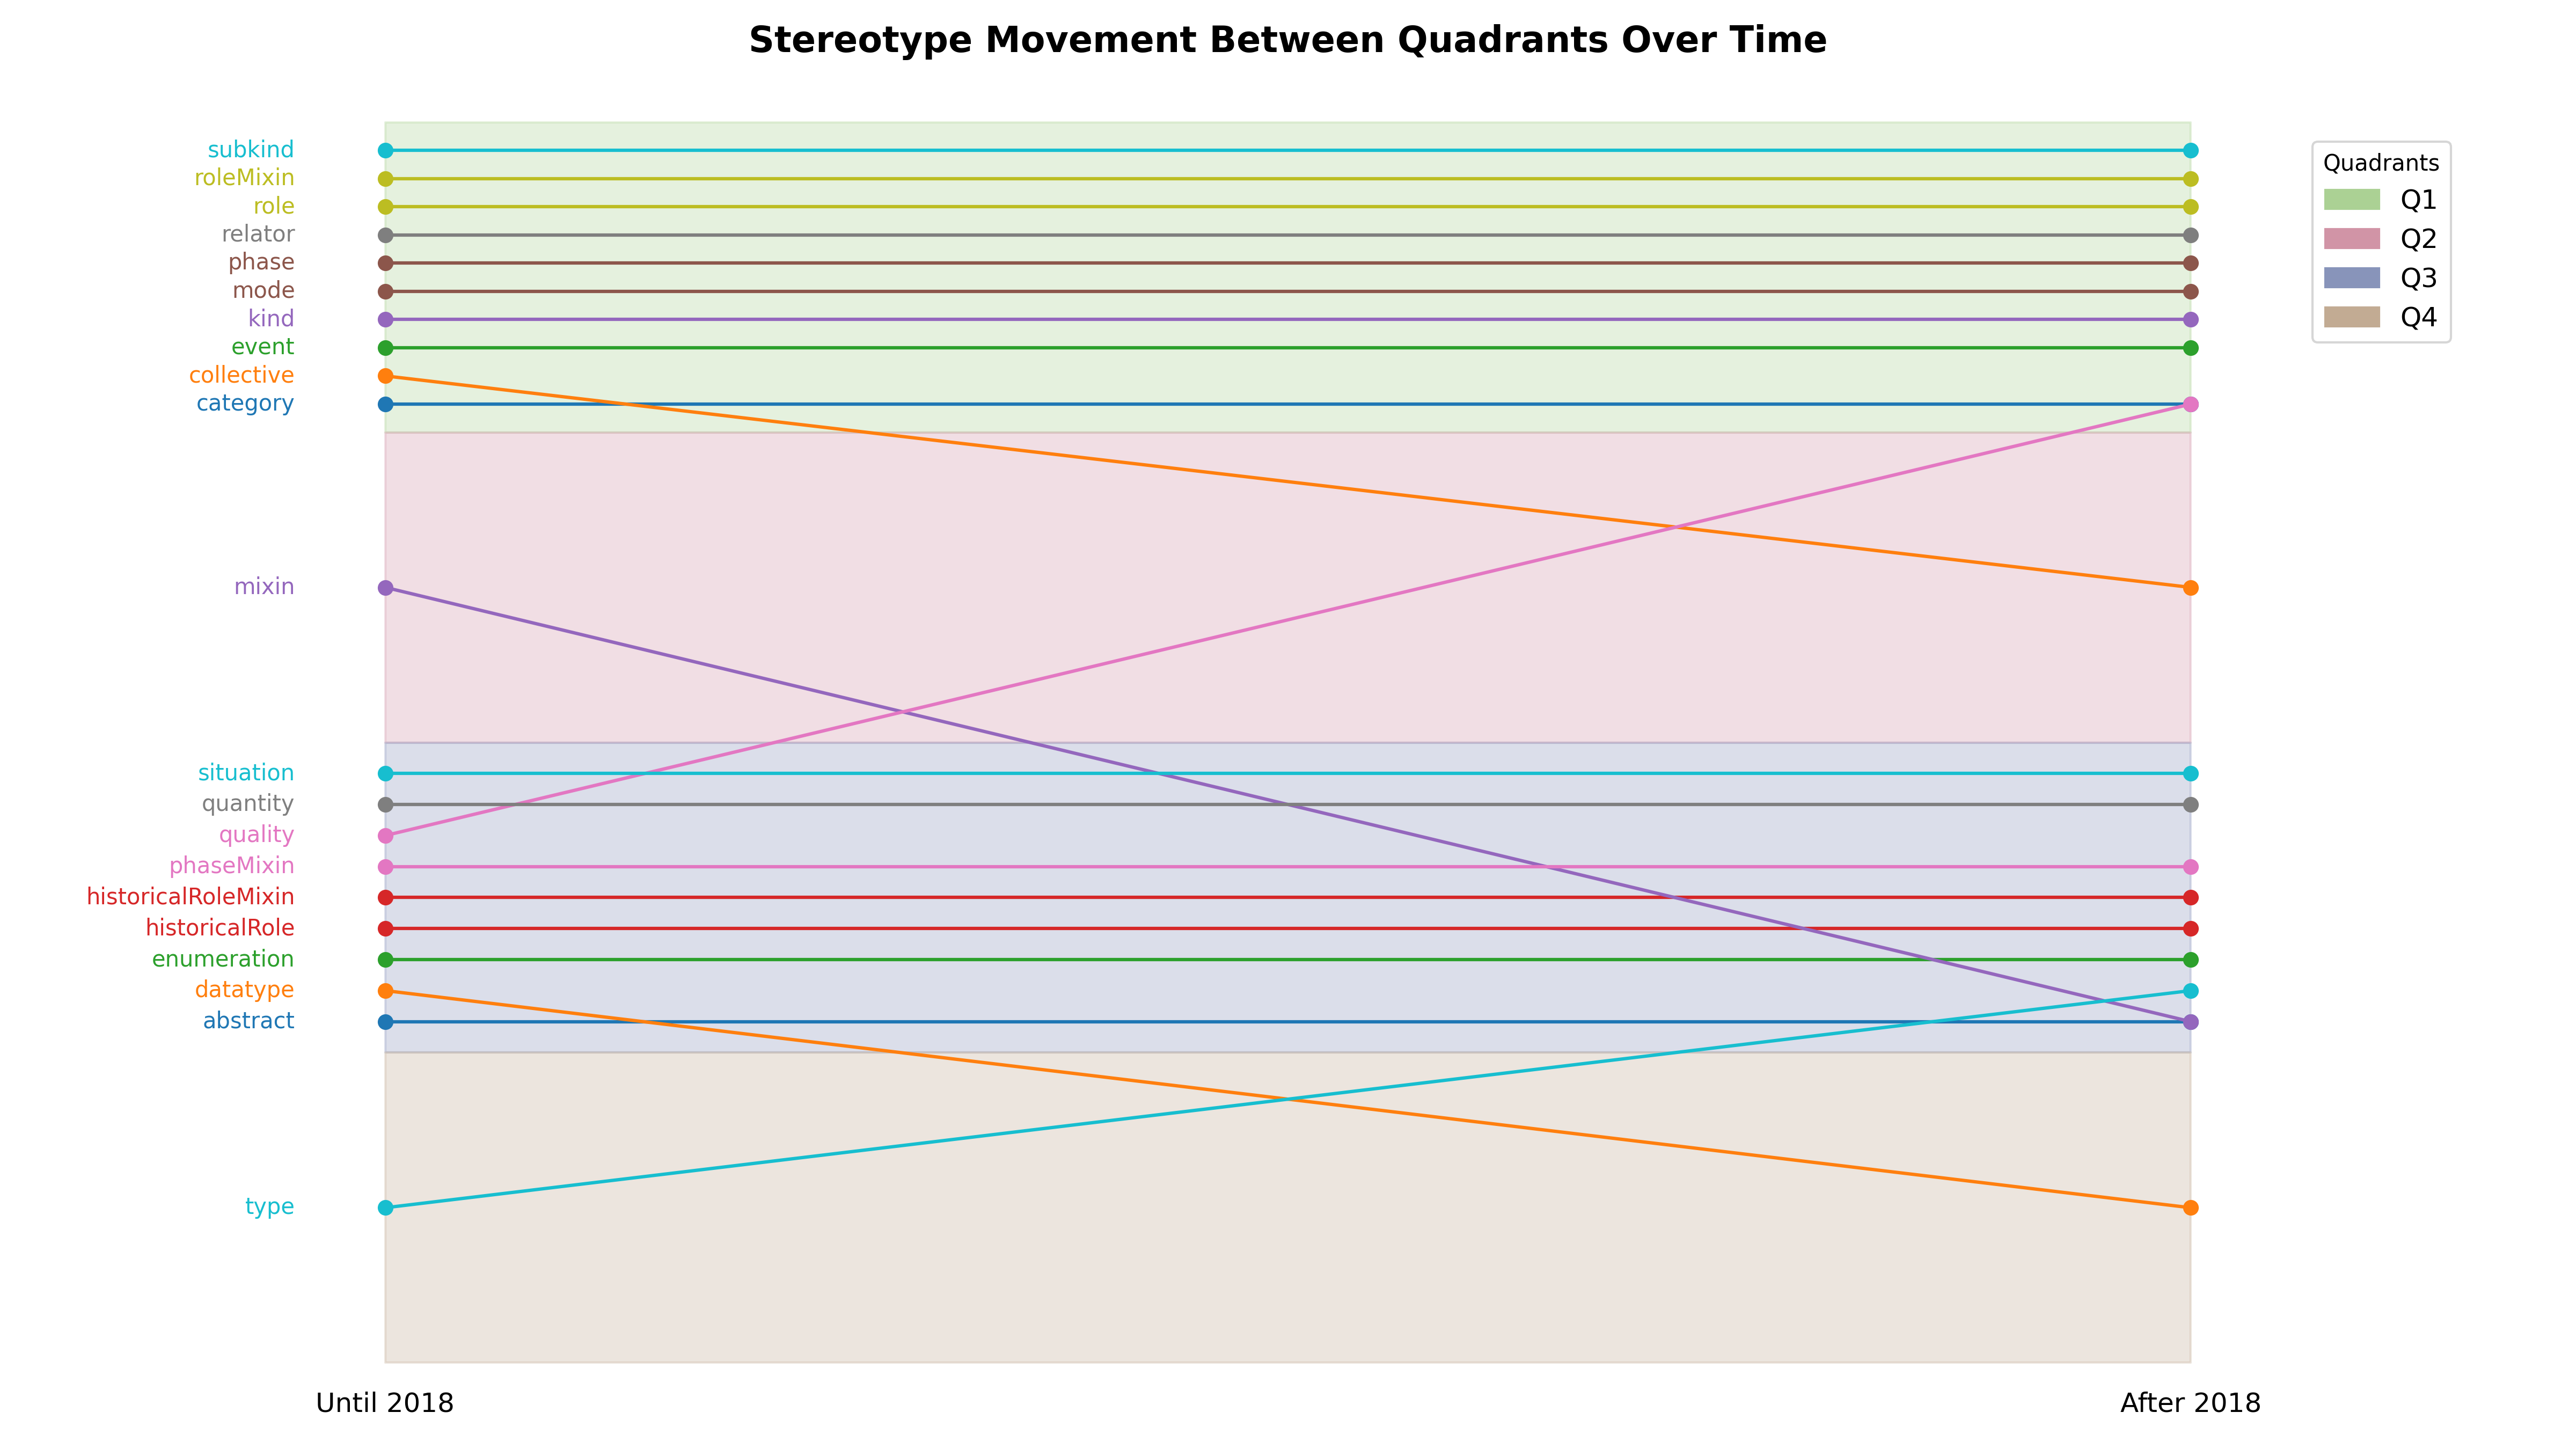 Stereotype Movement Between Quadrants Over Time
subkind
roleMixin
role
relator
phase
mode
kind
event
collective
category
mixin
situation
quantity
quality
phaseMixin
historicalRoleMixin
historicalRole
enumeration
datatype
abstract
type
Quadrants
Q1
Q2
Q3
Q4
Until 2018
After 2018